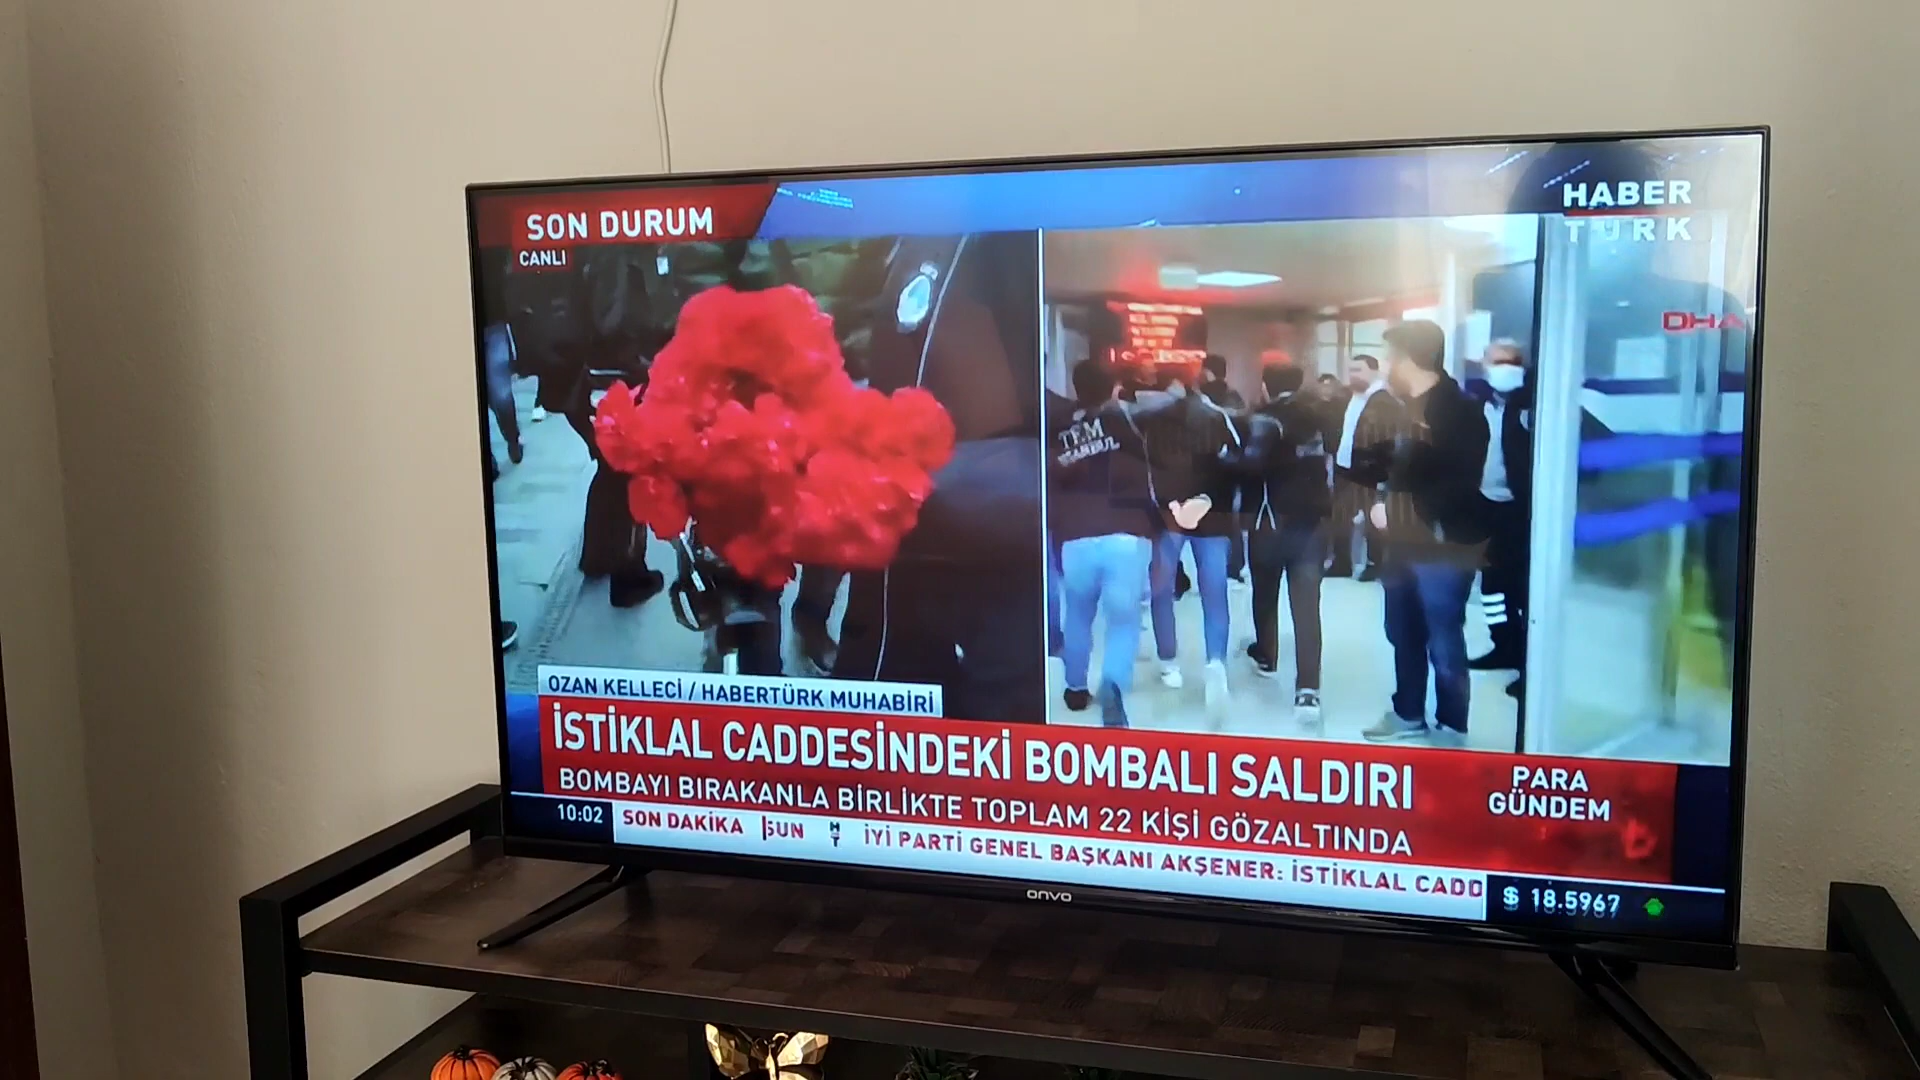 SON DURUM
CANLI
HABER
TÜRK
DHA
TEM
İSTANBUL
OZAN KELLECİ / HABERTÜRK MUHABİRİ
İSTİKLAL CADDESİNDEKİ BOMBALI SALDIRI
BOMBAYI BIRAKANLA BİRLİKTE TOPLAM 22 KİŞİ GÖZALTINDA
PARA
GÜNDEM
10:02
SON DAKİKA
İYİ PARTİ GENEL BAŞKANI AKŞENER: İSTİKLAL CADD
$ 18.5967
onvo